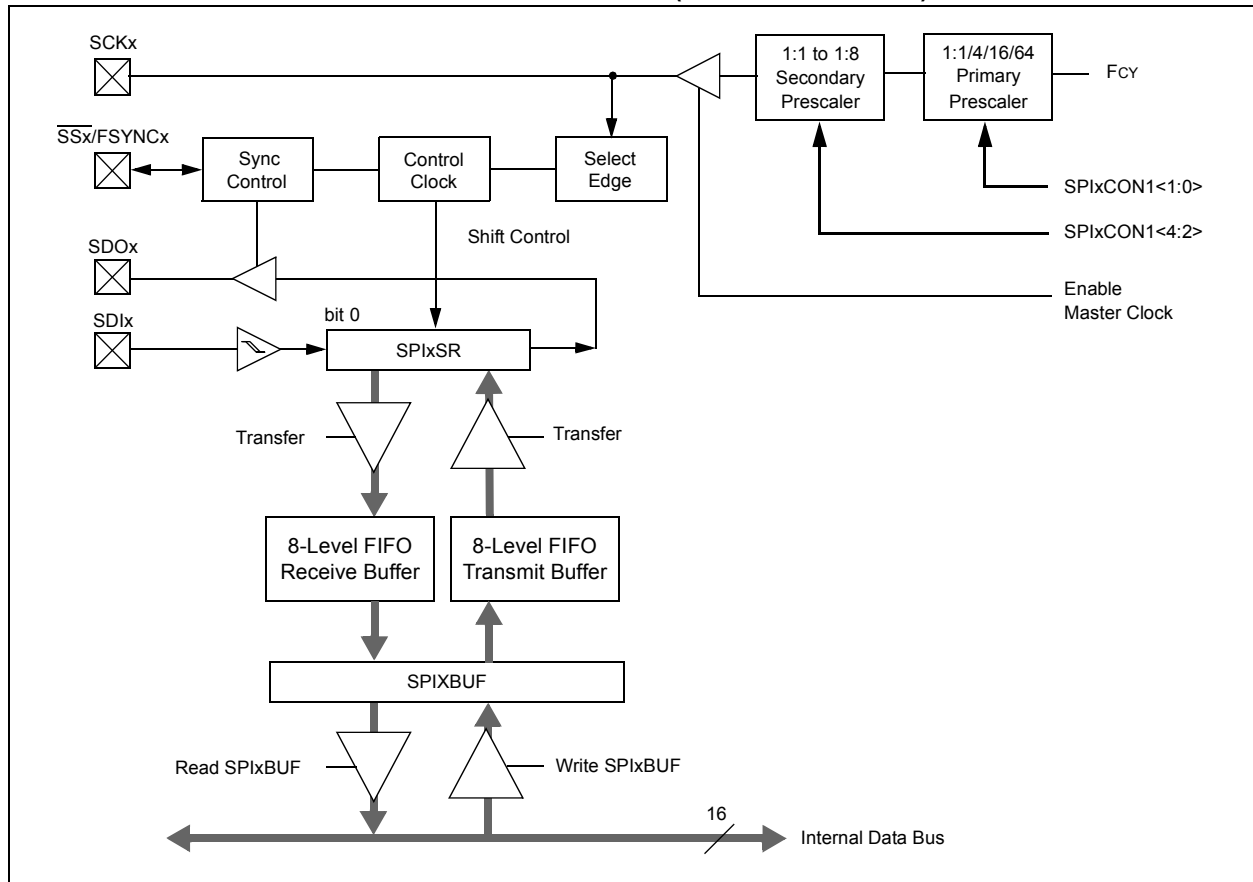 SCKx
1:1 to 1:8
Secondary
Prescaler
1:1/4/16/64
Primary
Prescaler
FCY
SSx/FSYNCx
Sync
Control
Control
Clock
Select
Edge
SPIxCON1<1:0>
SPIxCON1<4:2>
Shift Control
SDOx
Enable
Master Clock
bit 0
SDIx
SPIxSR
Transfer
Transfer
8-Level FIFO
Receive Buffer
8-Level FIFO
Transmit Buffer
SPIXBUF
Read SPIxBUF
Write SPIxBUF
16
Internal Data Bus